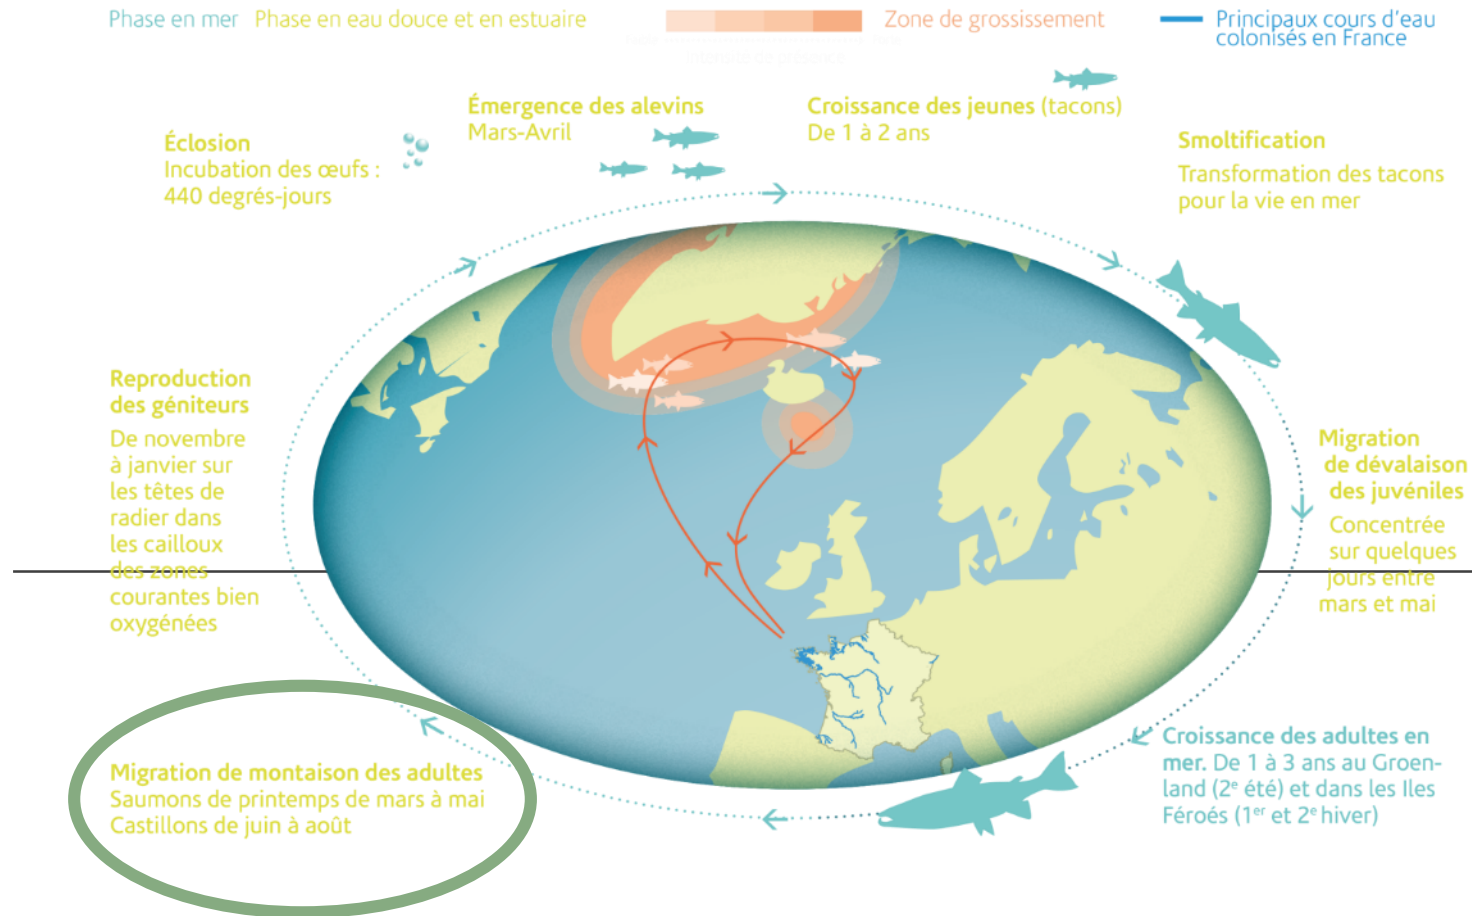 Phase en mer Phase en eau douce et en estuaire
Zone de grossissement
Principaux cours d'eau
colonisés en France
intensité de présence
Émergence des alevins
Mars-Avril
Croissance des jeunes (tacons)
De 1 à 2 ans
Éclosion
Incubation des œufs :
440 degrés-jours
Smoltification
Transformation des tacons
pour la vie en mer
Reproduction
des géniteurs
De novembre
à janvier sur
les têtes de
radier dans
les cailloux
des zones
courantes bien
oxygénées
Migration
de dévalaison
des juvéniles
Concentrée
sur quelques
jours entre
mars et mai
Croissance des adultes en
mer. De 1 à 3 ans au Groen-
land (2e été) et dans les Iles
Féroés (1er et 2e hiver)
Migration de montaison des adultes
Saumons de printemps de mars à mai
Castillons de juin à août